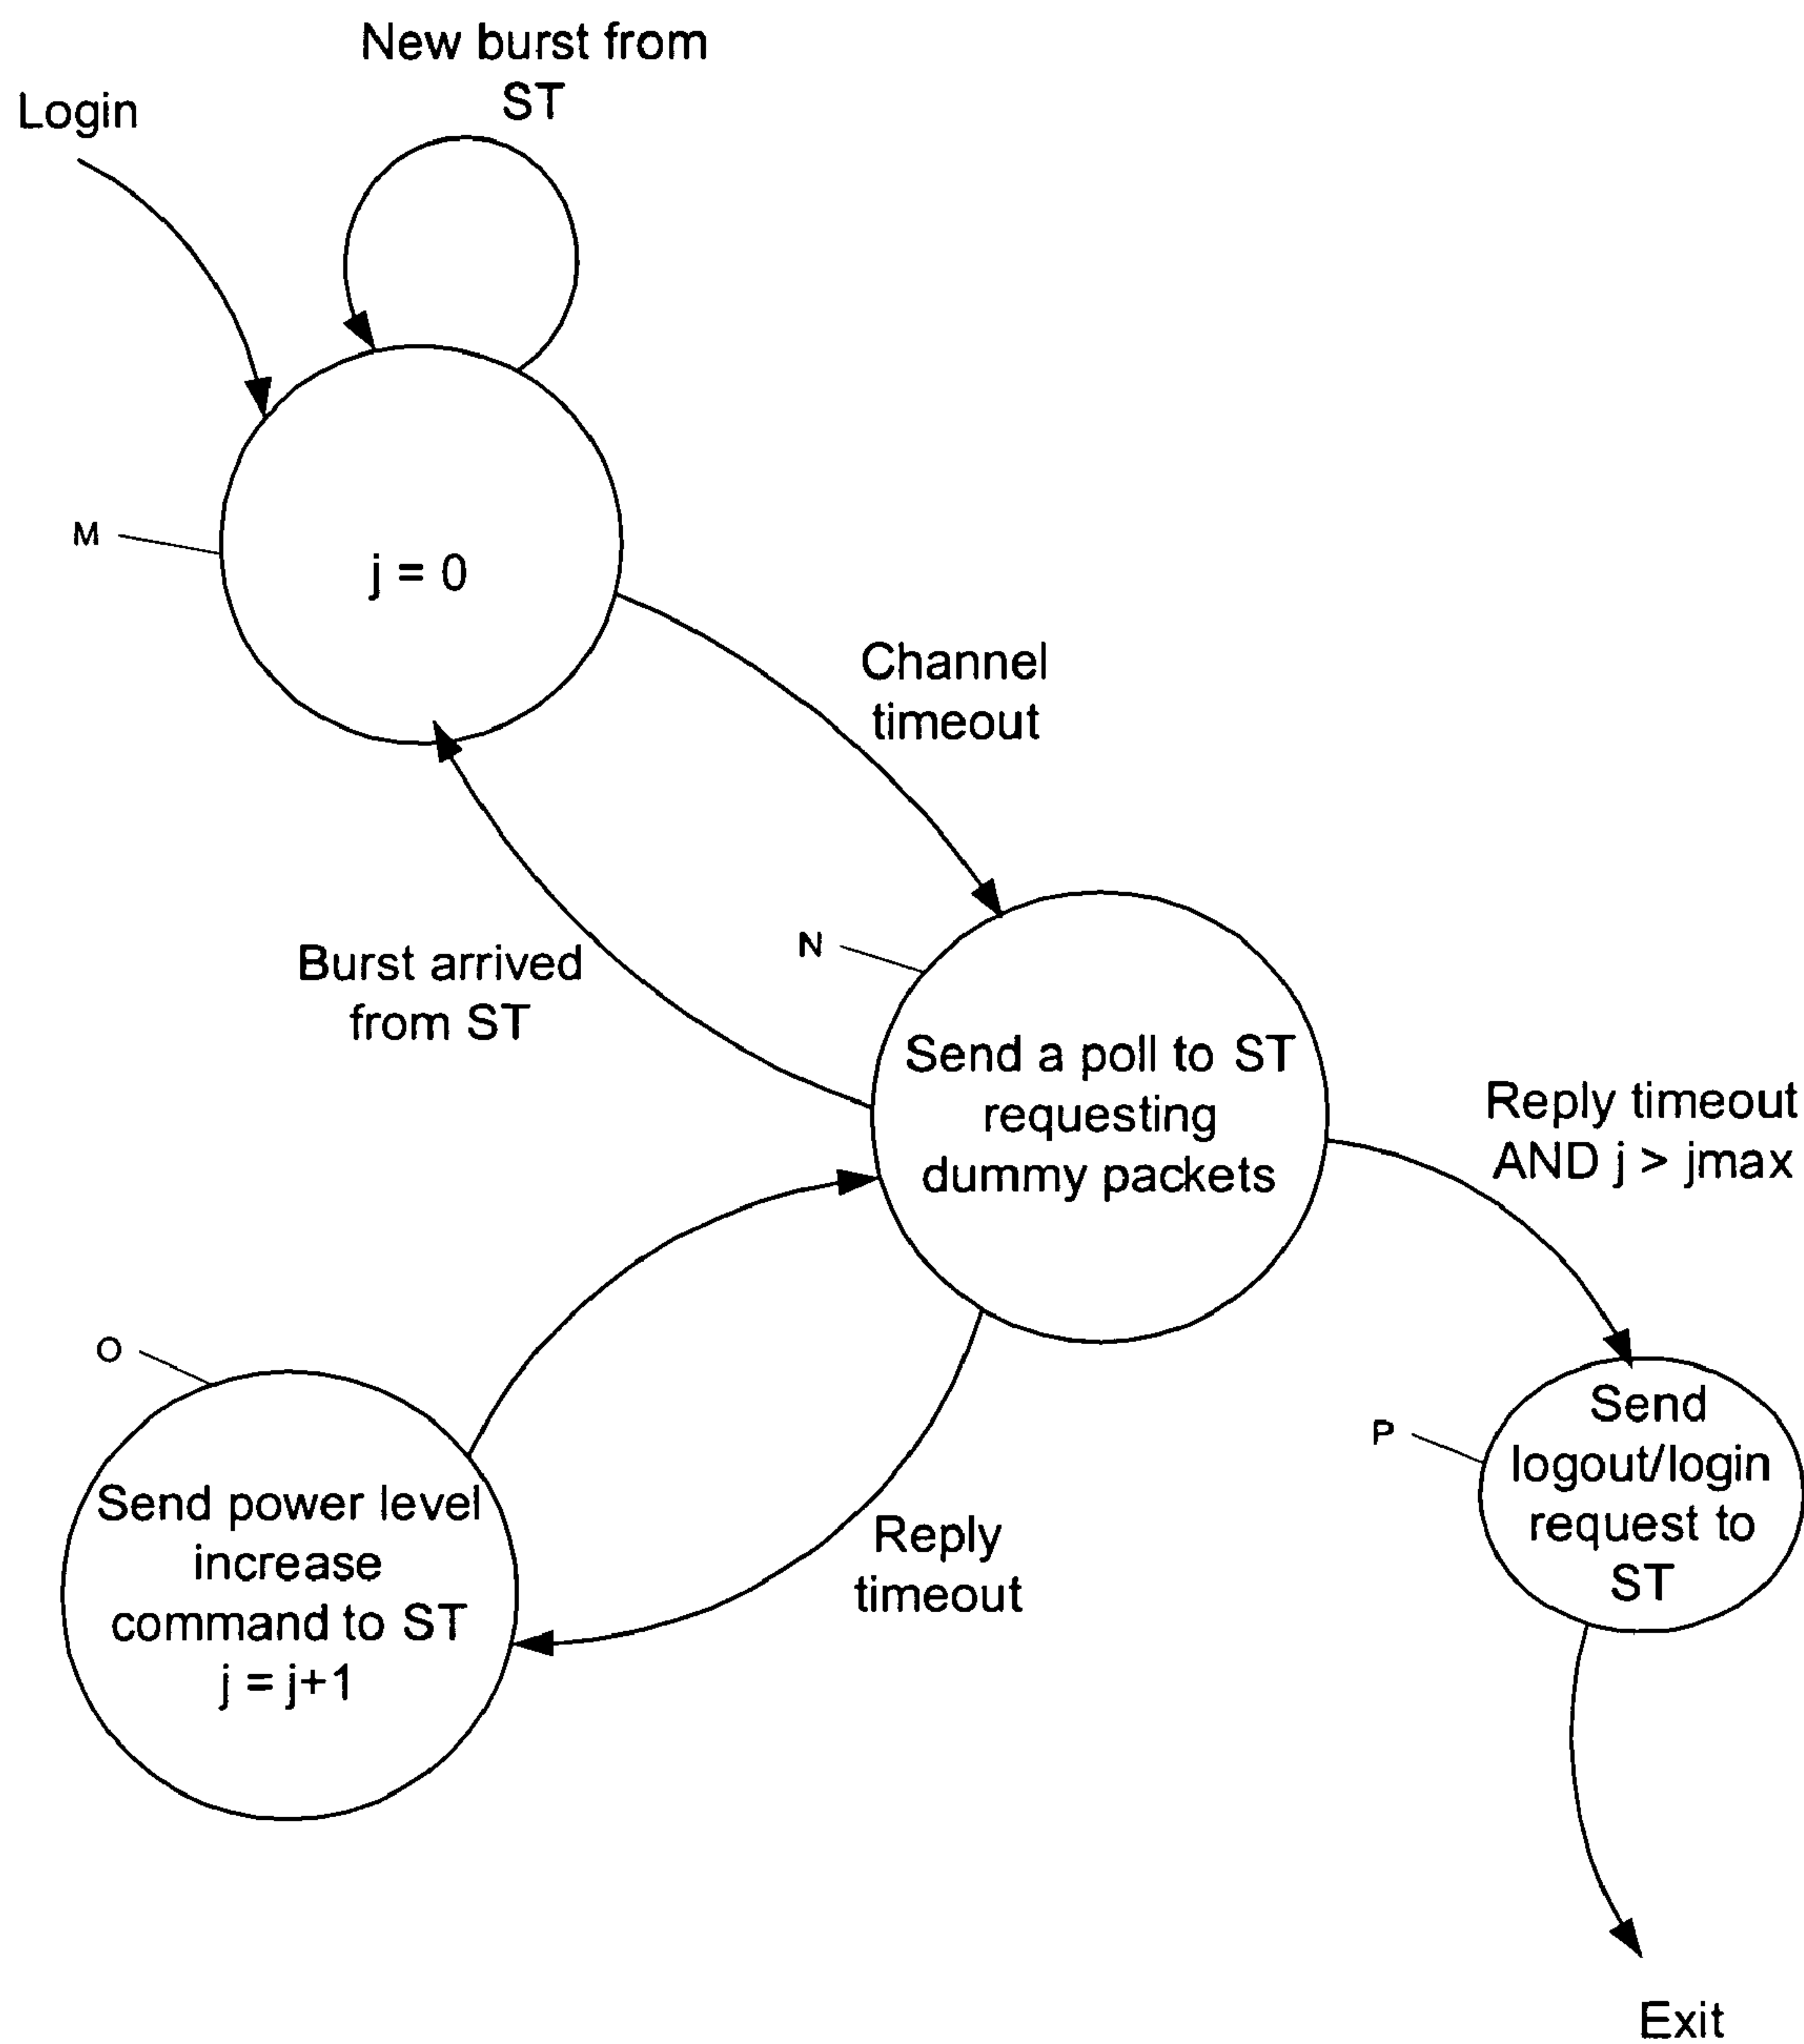 New burst from
ST
Login
M
j = 0
Channel
timeout
Burst arrived
from ST
N
Send a poll to ST
requesting
dummy packets
Reply timeout
AND j > jmax
O
Send power level
increase
command to ST
j = j+1
Reply
timeout
P
Send
logout/login
request to
ST
Exit